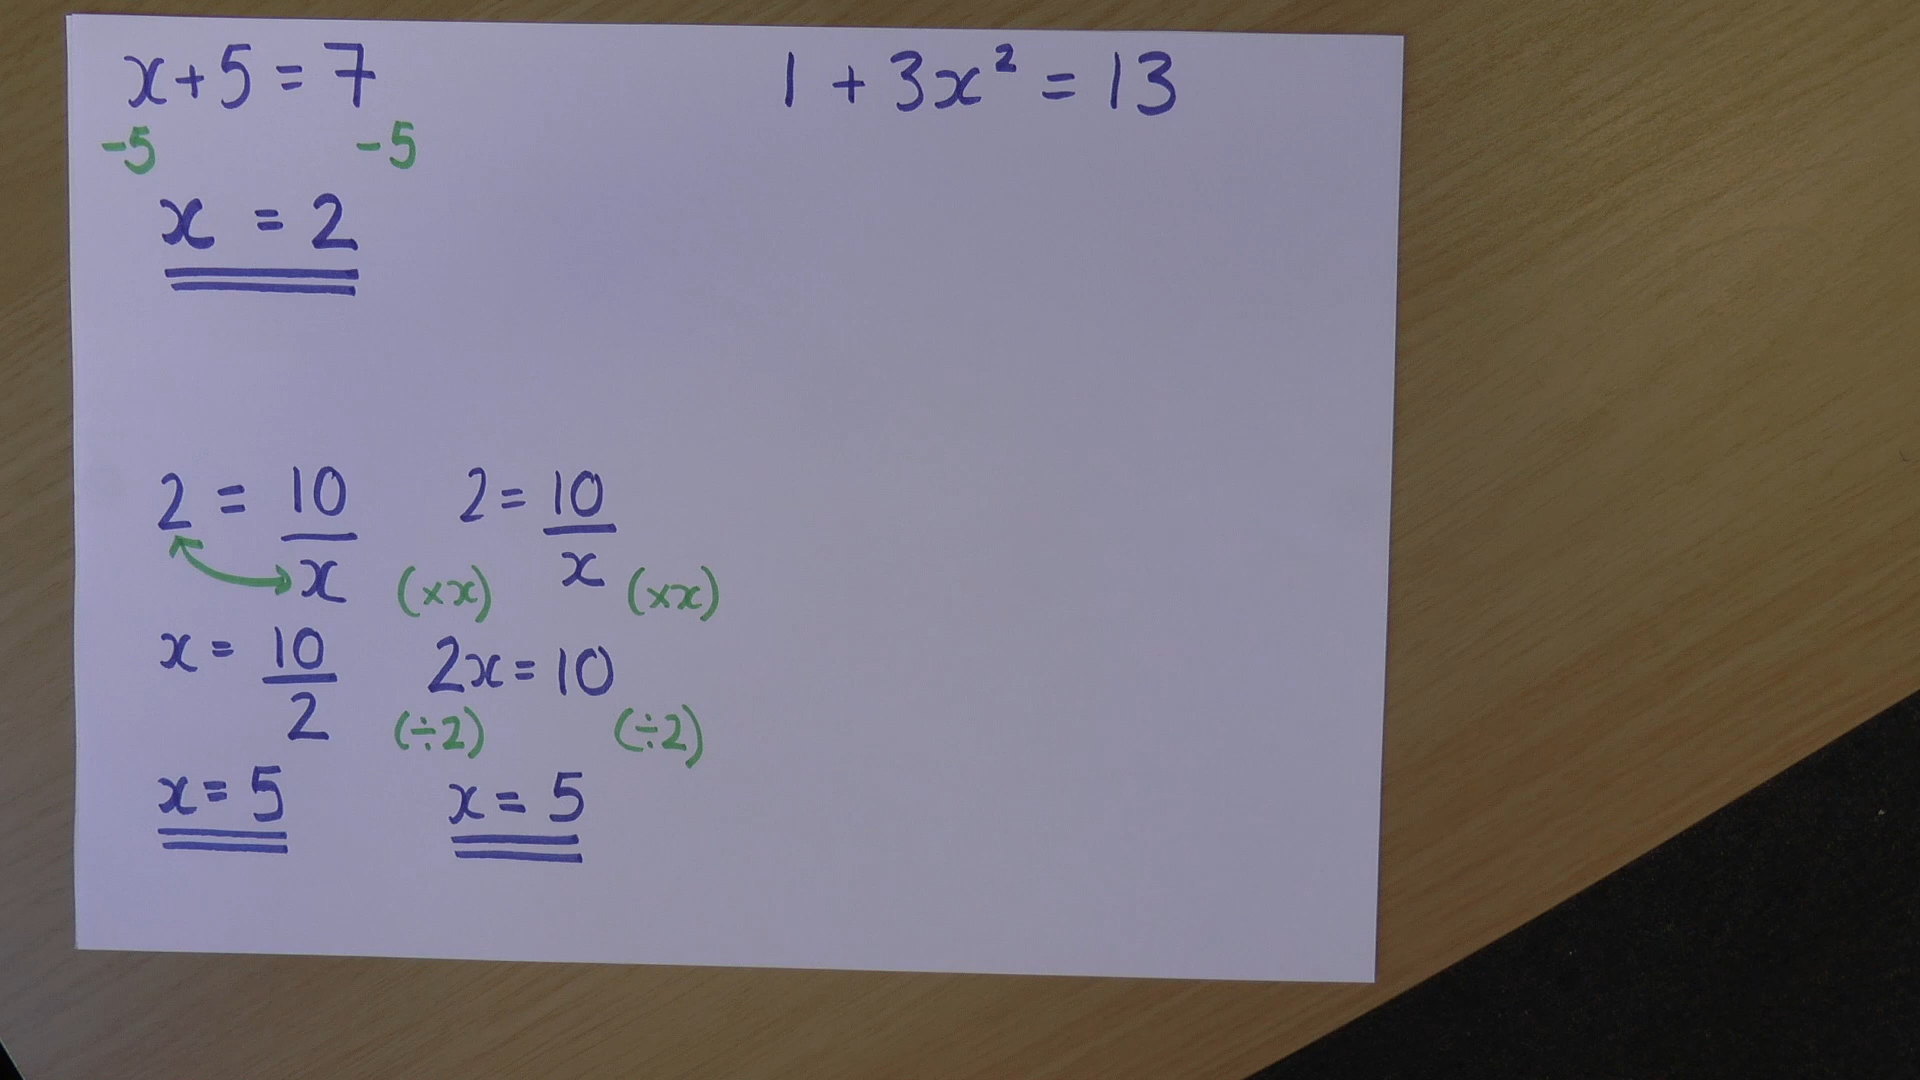 x+5=7
-5 -5
x = 2
1 + 3x² = 13
2 = 10/x
x = 10/2
x = 5
2 = 10/x
(×x) (×x)
2x = 10
(÷2) (÷2)
x = 5